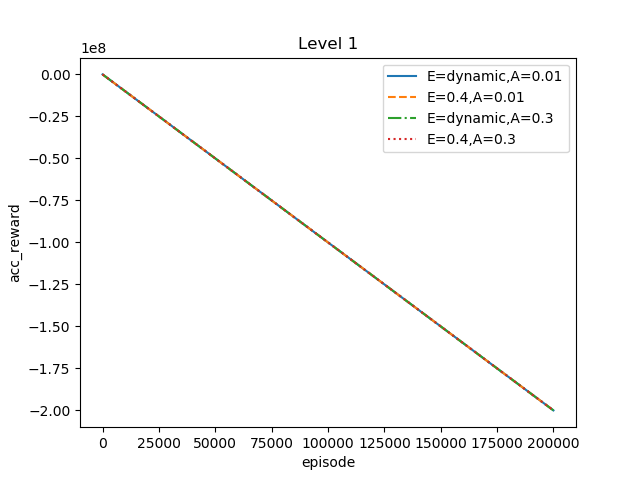 Level 1
1e8
0.00
−0.25
−0.50
−0.75
−1.00
−1.25
−1.50
−1.75
−2.00
acc_reward
E=dynamic,A=0.01
E=0.4,A=0.01
E=dynamic,A=0.3
E=0.4,A=0.3
0 25000 50000 75000 100000 125000 150000 175000 200000
episode